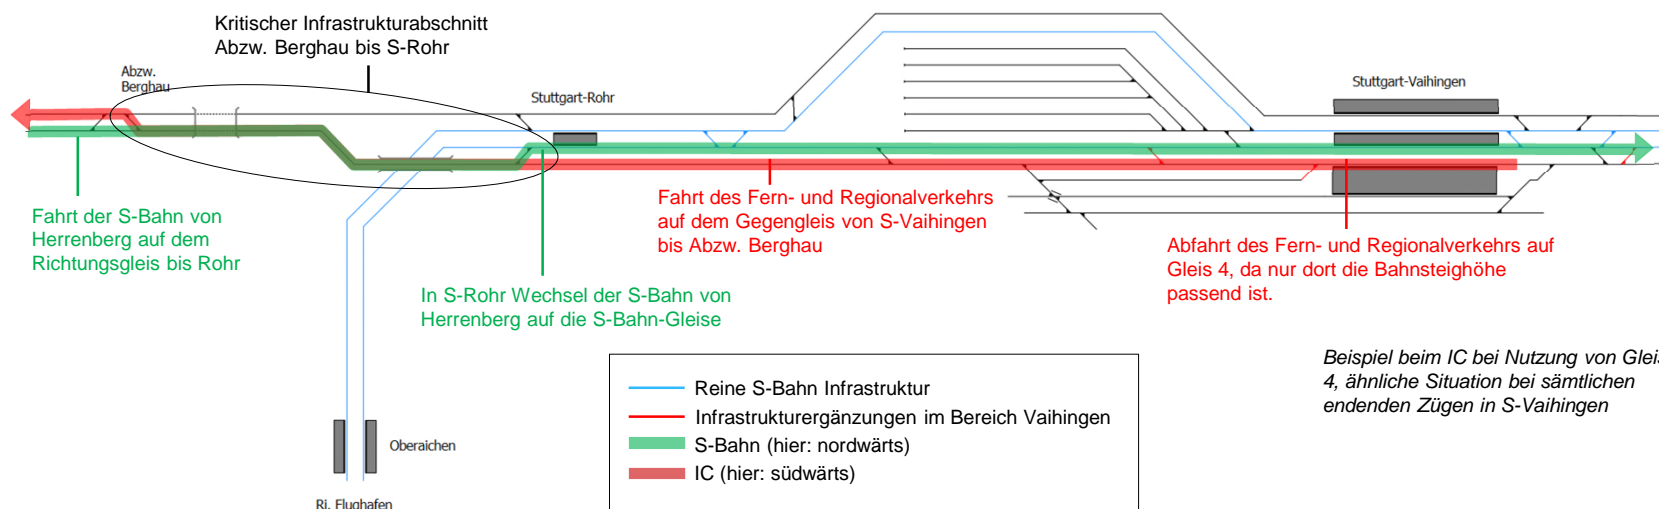 Kritischer Infrastrukturabschnitt
Abzw. Berghau bis S-Rohr
Abzw.
Berghau
Stuttgart-Rohr
Stuttgart-Vaihingen
Fahrt der S-Bahn von
Herrenberg auf dem
Richtungsgleis bis Rohr
Fahrt des Fern- und Regionalverkehrs
auf dem Gegengleis von S-Vaihingen
bis Abzw. Berghau
Abfahrt des Fern- und Regionalverkehrs auf
Gleis 4, da nur dort die Bahnsteighöhe
passend ist.
In S-Rohr Wechsel der S-Bahn von
Herrenberg auf die S-Bahn-Gleise
Beispiel beim IC bei Nutzung von Gleis
4, ähnliche Situation bei sämtlichen
endenden Zügen in S-Vaihingen
Reine S-Bahn Infrastruktur
Infrastrukturergänzungen im Bereich Vaihingen
S-Bahn (hier: nordwärts)
IC (hier: südwärts)
Oberaichen
Ri. Flughafen